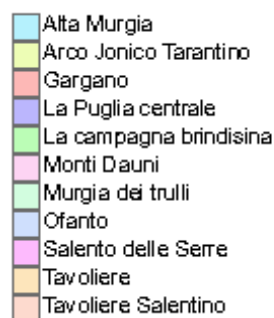 Alta Murgia
Arco Jonico Tarantino
Gargano
La Puglia centrale
La campagna brindisina
Monti Dauni
Murgia dei trulli
Ofanto
Salento delle Serre
Tavoliere
Tavoliere Salentino